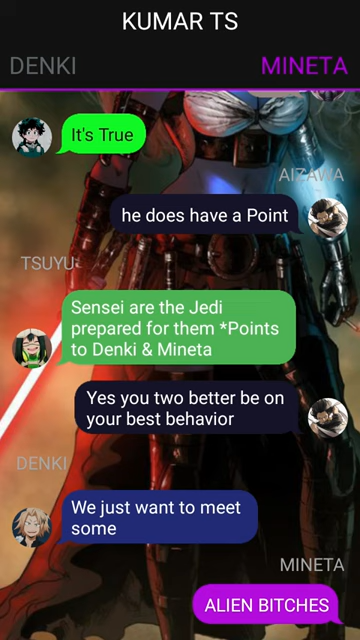 KUMAR TS
DENKI
MINETA
It's True
AIZAWA
he does have a Point
TSUYU
Sensei are the Jedi
prepared for them *Points
to Denki & Mineta
Yes you two better be on
your best behavior
DENKI
We just want to meet
some
MINETA
ALIEN BITCHES